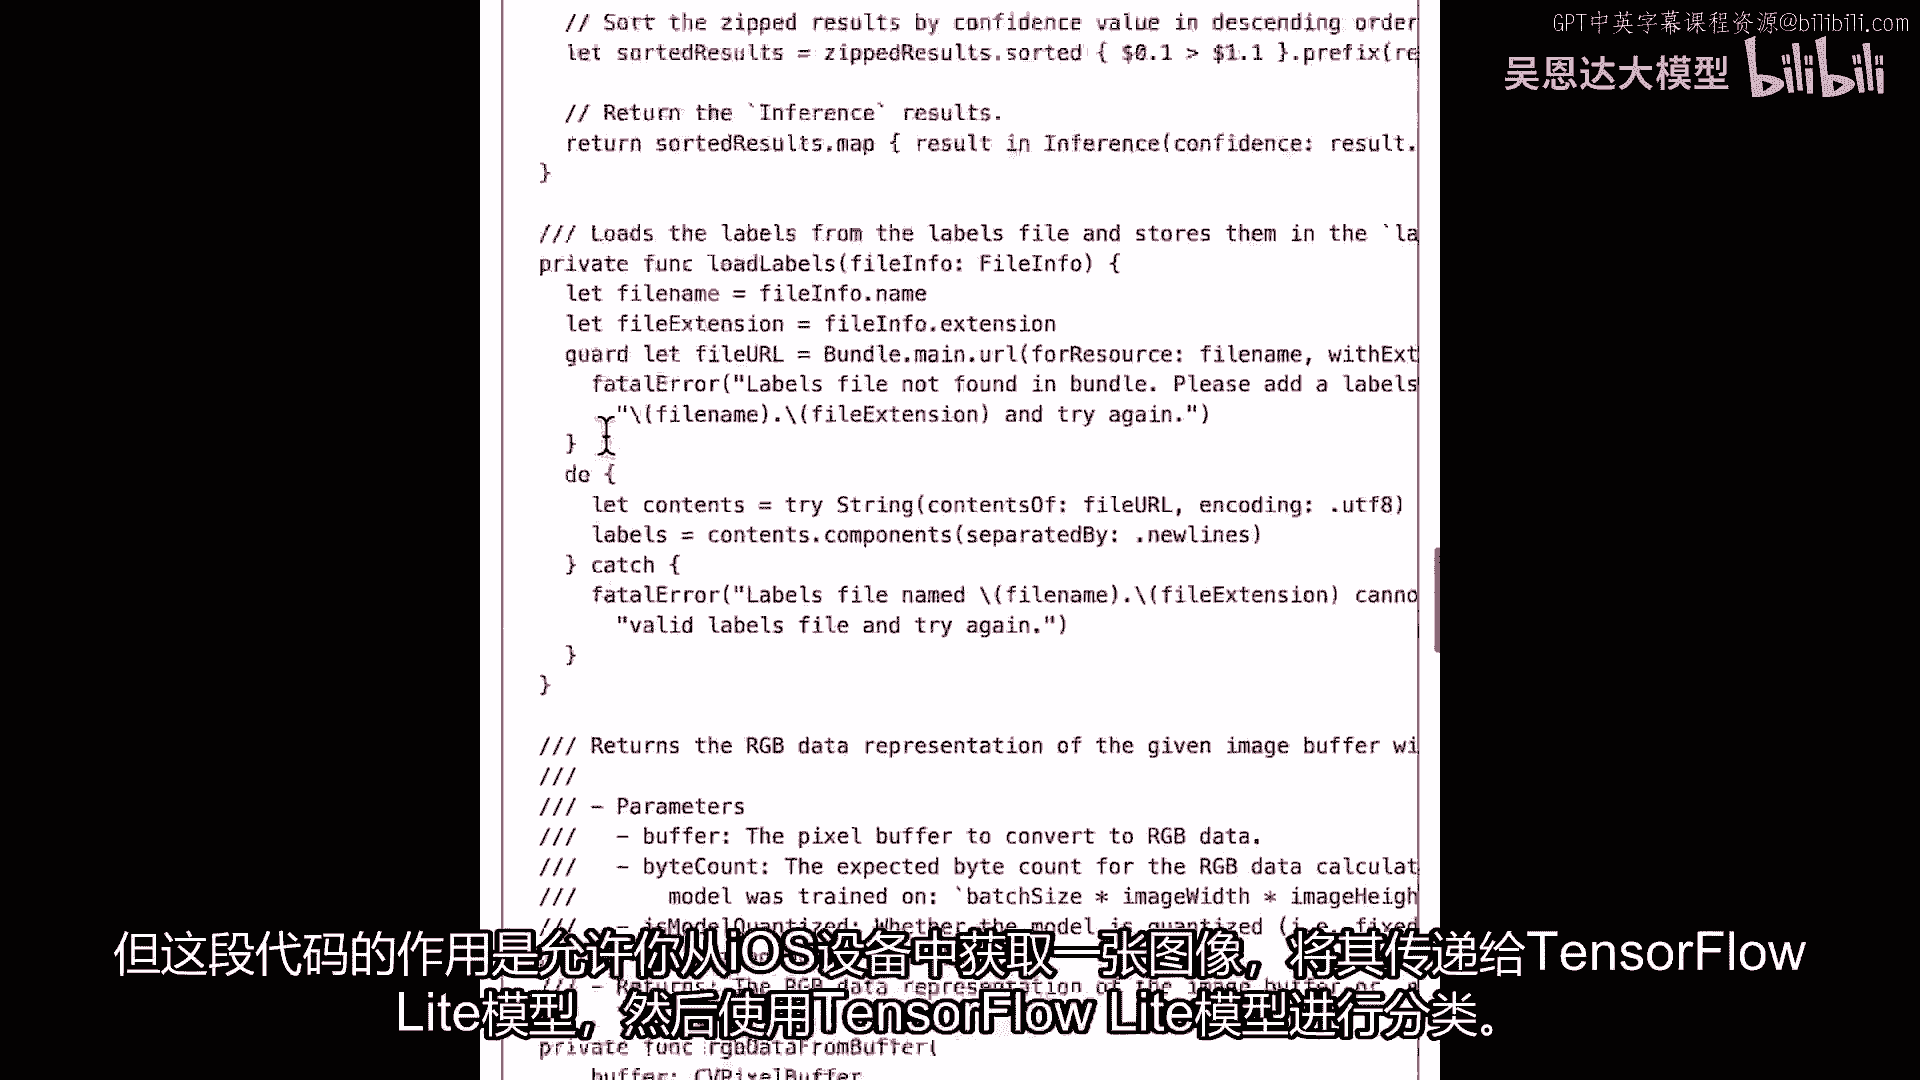 GPT中英字幕课程资源@bilibili.com
吴恩达大模型 bilibili
// Sort the zipped results by confidence value in descending order
let sortedResults = zippedResults.sorted { $0.1 > $1.1 }.prefix(re
// Return the `Inference` results.
return sortedResults.map { result in Inference(confidence: result.
}
/// Loads the labels from the labels file and stores them in the `la
private func loadLabels(fileInfo: FileInfo) {
let filename = fileInfo.name
let fileExtension = fileInfo.extension
guard let fileURL = Bundle.main.url(forResource: filename, withExt
fatalError("Labels file not found in bundle. Please add a labels
"\(filename).\(fileExtension) and try again.")
}
do {
let contents = try String(contentsOf: fileURL, encoding: .utf8)
labels = contents.components(separatedBy: .newlines)
} catch {
fatalError("Labels file named \(filename).\(fileExtension) canno
"valid labels file and try again.")
}
}
/// Returns the RGB data representation of the given image buffer wi
///
/// – Parameters
/// – buffer: The pixel buffer to convert to RGB data.
/// – byteCount: The expected byte count for the RGB data calculat
/// model was trained on: `batchSize * imageWidth * imageHeigh
/// – isModelQuantized: Whether the model is quantized (i.e. fixed
但这段代码的作用是允许你从iOS设备中获取一张图像，将其传递给TensorFlow
/// – Returns: The RGB data representation of the image buffer or
Lite模型，然后使用TensorFlow Lite模型进行分类。
private func rgbDataFromBuffer(
buffer: CVPixelBuffer